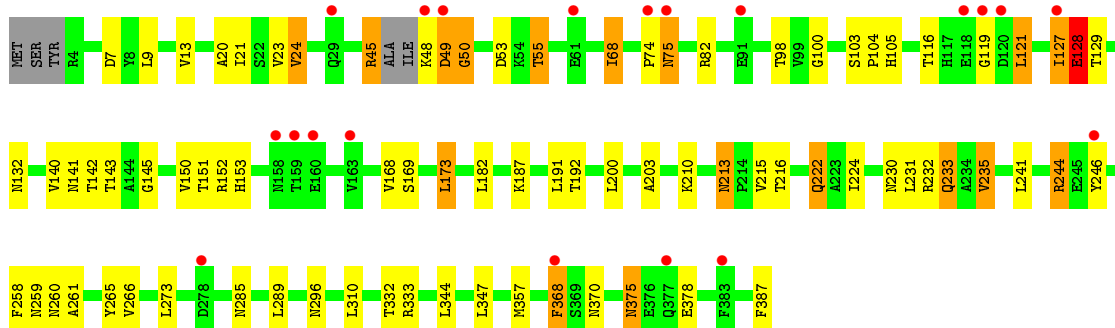 MET SER TYR R4 D7 Y8 L9 V13 A20 I21 S22 V23 V24 Q29 R45 ALA ILE K48 D49 G50 D53 K54 T55 E61 I68 P74 N75 R82 E91 T98 V99 G100 S103 P104 H105 T116 H117 E118 G119 D120 L121 I127 E128 T129
N132 V140 N141 T142 T143 A144 G145 V150 T151 R152 H153 N158 T159 E160 V163 V168 S169 L173 L182 K187 L191 T192 L200 A203 K210 N213 P214 V215 T216 Q222 A223 I224 N230 L231 R232 Q233 A234 V235 L241 R244 E245 Y246
F258 N259 N260 A261 Y265 V266 L273 D278 N285 L289 N296 L310 T332 R333 L344 L347 M357 F368 S369 N370 N375 E376 Q377 E378 F383 F387